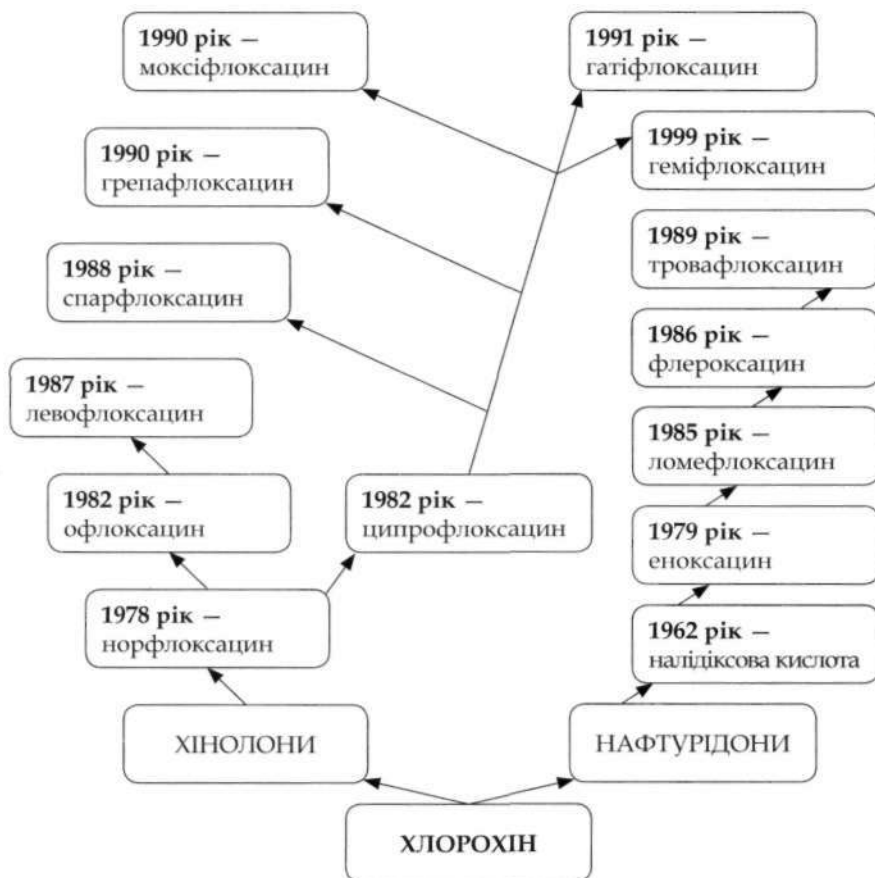 1990 рік —
моксіфлоксацин
1991 рік —
гатіфлоксацин
1999 рік —
геміфлоксацин
1990 рік —
грепафлоксацин
1989 рік —
тровафлоксацин
1988 рік —
спарфлоксацин
1986 рік —
флероксацин
1987 рік —
левофлоксацин
1985 рік —
ломефлоксацин
1982 рік —
офлоксацин
1982 рік —
ципрофлоксацин
1979 рік —
еноксацин
1978 рік —
норфлоксацин
1962 рік —
налідіксова кислота
ХІНОЛОНИ
НАФТУРІДОНИ
ХЛОРОХІН